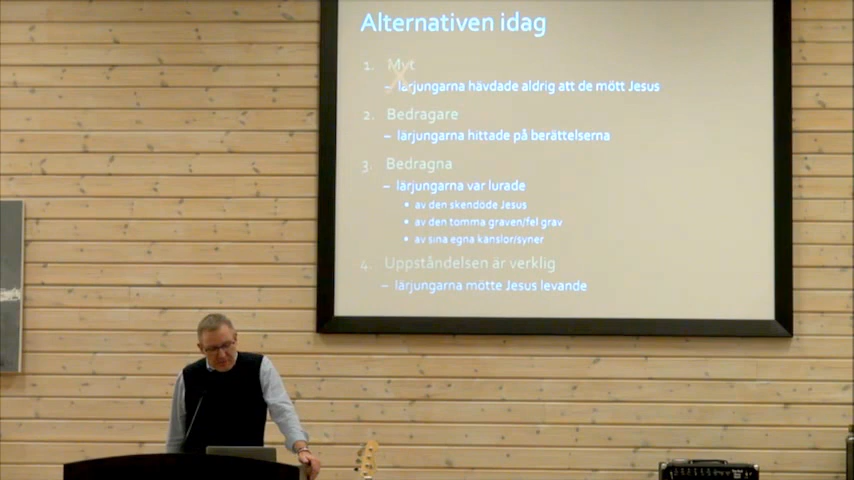 Alternativen idag
1. Myt
– lärjungarna hävdade aldrig att de mött Jesus
2. Bedragare
– lärjungarna hittade på berättelserna
3. Bedragna
– lärjungarna var lurade
▪ av den skendöde Jesus
▪ av den tomma graven/fel grav
▪ av sina egna känslor/syner
4. Uppståndelsen är verklig
– lärjungarna mötte Jesus levande